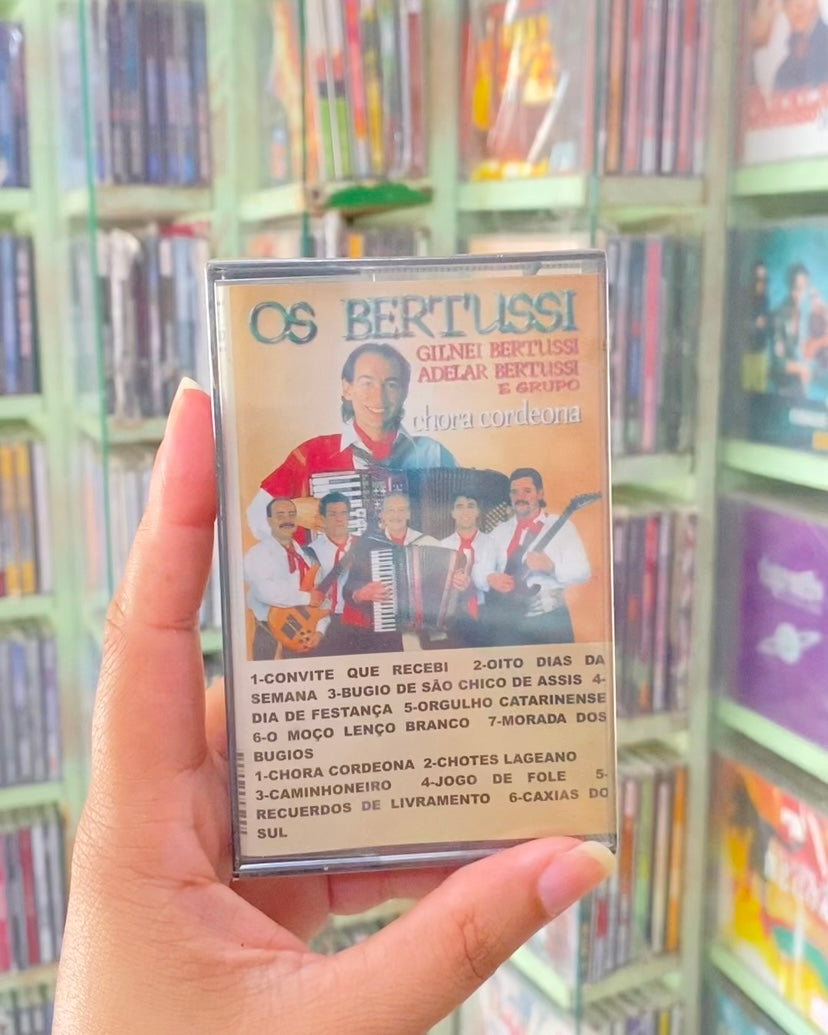 OS BERTUSSI
GILNEI BERTUSSI
ADELAR BERTUSSI
E GRUPO
chora cordeona
1-CONVITE QUE RECEBI 2-OITO DIAS DA
SEMANA 3-BUGIO DE SÃO CHICO DE ASSIS 4-
DIA DE FESTANÇA 5-ORGULHO CATARINENSE
6-O MOÇO LENÇO BRANCO 7-MORADA DOS
BUGIOS
1-CHORA CORDEONA 2-CHOTES LAGEANO
3-CAMINHONEIRO 4-JOGO DE FOLE 5-
RECUERDOS DE LIVRAMENTO 6-CAXIAS DO
SUL